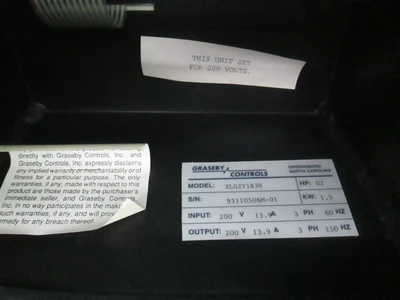 THIS UNIT SET
FOR 208 VOLTS.
directly with Graseby Controls, Inc., and
Graseby Controls, Inc. expressly disclaims
any implied warranty or merchantability or of
fitness for a particular purpose. The only
warranties, if any, made with respect to this
product are those made by the purchaser's
immediate seller, and Graseby Controls,
Inc. in no way participates in the making
such warranties, if any, and will prov
emedy for any breach thereof.
GRASEBY
CONTROLS
GREENSBORO
NORTH CAROLINA
MODEL: XLO2V1838 HP: 02
S/N: 93110506M-01 KW: 1.5
INPUT: 200 V 13.9 A 3 PH 60 HZ
OUTPUT: 200 V 13.9 A 3 PH 150 HZ